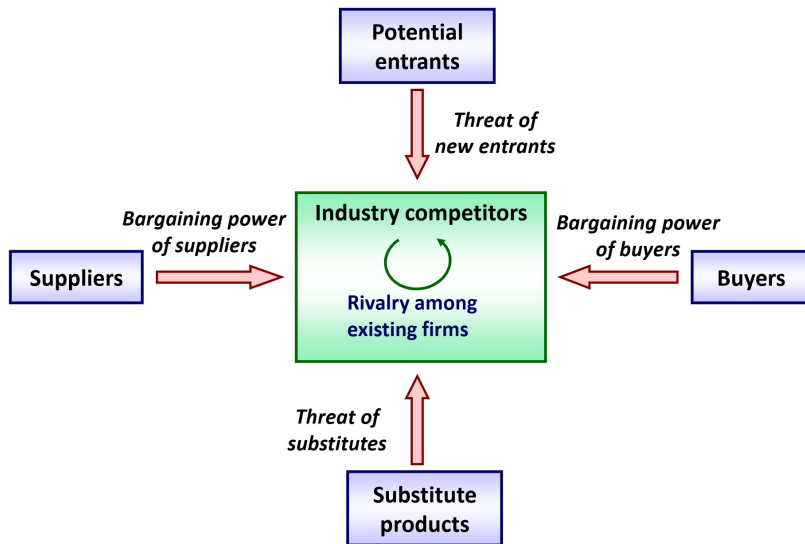 Potential
entrants
Threat of
new entrants
Industry competitors
Bargaining power
of suppliers
Bargaining power
of buyers
Suppliers
Rivalry among
existing firms
Buyers
Threat of
substitutes
Substitute
products